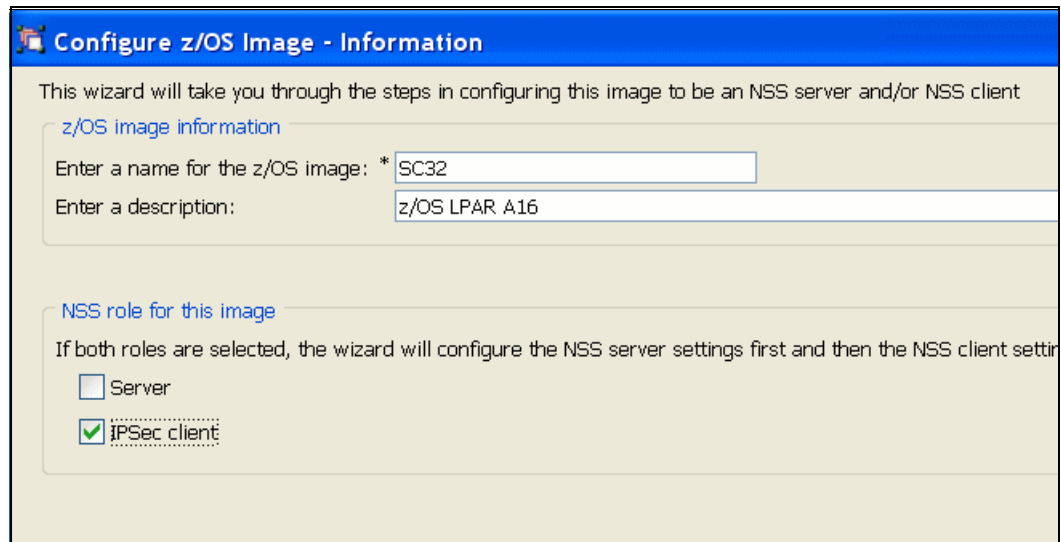 Configure z/OS Image - Information
This wizard will take you through the steps in configuring this image to be an NSS server and/or NSS client
z/OS image information
Enter a name for the z/OS image: * SC32
Enter a description: z/OS LPAR A16
NSS role for this image
If both roles are selected, the wizard will configure the NSS server settings first and then the NSS client
Server
IPSec client